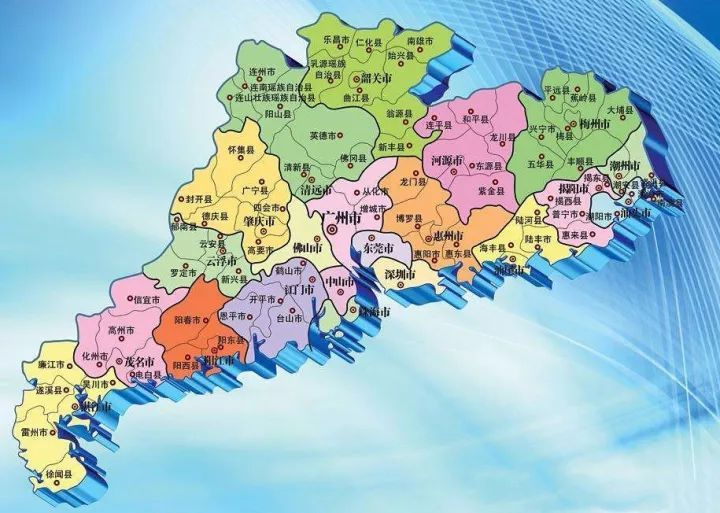 乐昌市
仁化县
南雄市
乳源瑶族
自治县
始兴县
韶关市
曲江县
翁源县
新丰县
连州市
连南瑶族自治县
连山壮族瑶族自治县
阳山县
英德市
佛冈县
清新县
清远市
平远县
蕉岭县
大埔县
兴宁市
梅州市
梅县
五华县
丰顺县
连平县
和平县
龙川县
河源市
东源县
紫金县
潮州市
潮安县
揭东县
揭阳市
揭西县
普宁市
潮阳市
汕头市
惠来县
怀集县
广宁县
封开县
四会市
德庆县
肇庆市
高要市
郁南县
云安县
云浮市
罗定市
新兴县
从化市
增城市
广州市
龙门县
博罗县
惠州市
惠阳市
惠东县
陆河县
海丰县
陆丰市
佛山市
东莞市
深圳市
鹤山市
江门市
中山市
开平市
恩平市
台山市
珠海市
信宜市
高州市
化州市
茂名市
电白县
阳春市
阳东县
阳西县
阳江市
廉江市
吴川市
遂溪县
湛江市
雷州市
徐闻县